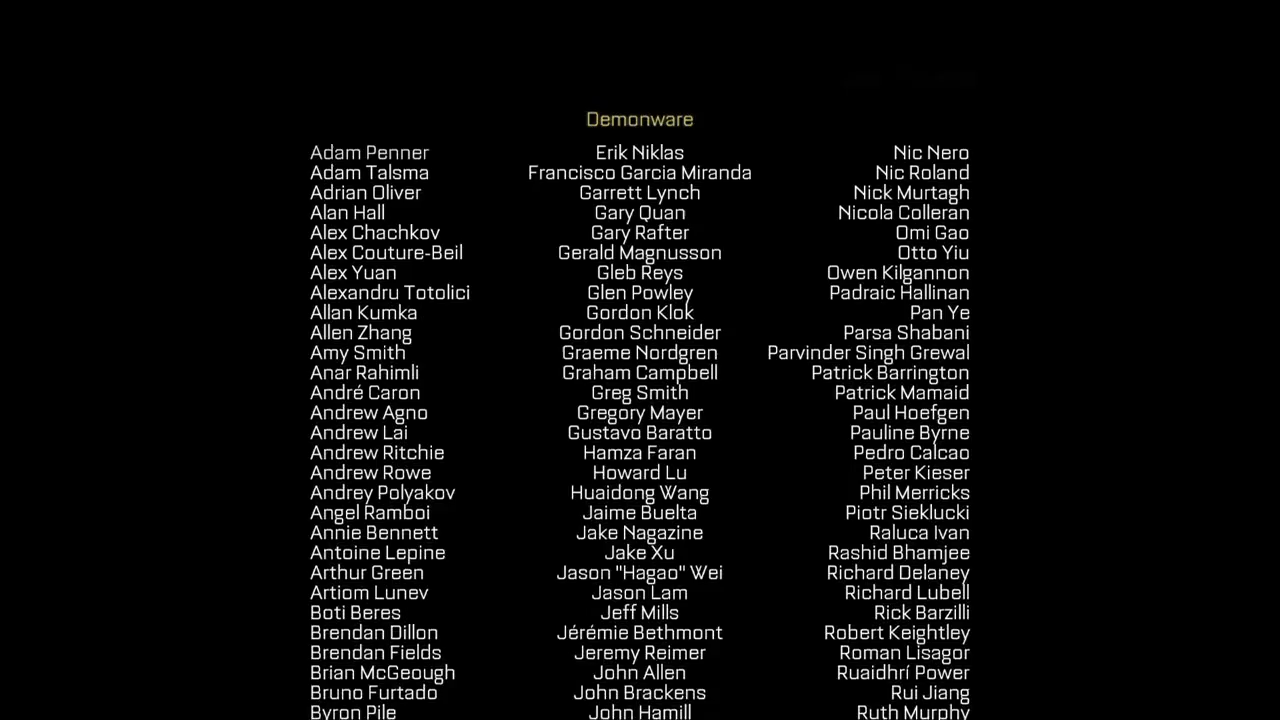 Demonware
Adam Penner Erik Niklas Nic Nero
Adam Talsma Francisco Garcia Miranda Nic Roland
Adrian Oliver Garrett Lynch Nick Murtagh
Alan Hall Gary Quan Nicola Colleran
Alex Chachkov Gary Rafter Omi Gao
Alex Couture-Beil Gerald Magnusson Otto Yiu
Alex Yuan Gleb Reys Owen Kilgannon
Alexandru Totolici Glen Powley Padraic Hallinan
Allan Kumka Gordon Klok Pan Ye
Allen Zhang Gordon Schneider Parsa Shabani
Amy Smith Graeme Nordgren Parvinder Singh Grewal
Anar Rahimli Graham Campbell Patrick Barrington
André Caron Greg Smith Patrick Mamaid
Andrew Agno Gregory Mayer Paul Hoefgen
Andrew Lai Gustavo Baratto Pauline Byrne
Andrew Ritchie Hamza Faran Pedro Calcao
Andrew Rowe Howard Lu Peter Kieser
Andrey Polyakov Huaidong Wang Phil Merricks
Angel Ramboi Jaime Buelta Piotr Sieklucki
Annie Bennett Jake Nagazine Raluca Ivan
Antoine Lepine Jake Xu Rashid Bhamjee
Arthur Green Jason "Hagao" Wei Richard Delaney
Artiom Lunev Jason Lam Richard Lubell
Boti Beres Jeff Mills Rick Barzilli
Brendan Dillon Jérémie Bethmont Robert Keightley
Brendan Fields Jeremy Reimer Roman Lisagor
Brian McGeough John Allen Ruaidhrí Power
Bruno Furtado John Brackens Rui Jiang
Byron Pile John Hamill Ruth Murphy